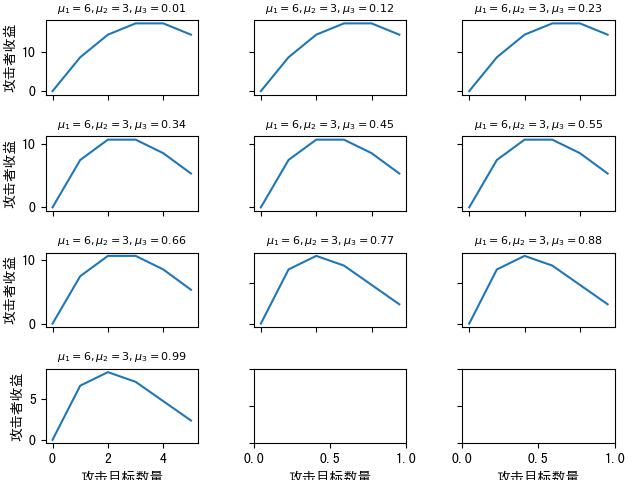 μ₁ = 6, μ₂ = 3, μ₃ = 0.01
μ₁ = 6, μ₂ = 3, μ₃ = 0.12
μ₁ = 6, μ₂ = 3, μ₃ = 0.23
攻击者收益
10
0
μ₁ = 6, μ₂ = 3, μ₃ = 0.34
μ₁ = 6, μ₂ = 3, μ₃ = 0.45
μ₁ = 6, μ₂ = 3, μ₃ = 0.55
攻击者收益
10
0
μ₁ = 6, μ₂ = 3, μ₃ = 0.66
μ₁ = 6, μ₂ = 3, μ₃ = 0.77
μ₁ = 6, μ₂ = 3, μ₃ = 0.88
攻击者收益
10
0
μ₁ = 6, μ₂ = 3, μ₃ = 0.99
攻击者收益
5
0
0 2 4
0.0 0.5 1.0
0.0 0.5 1.0
攻击目标数量
攻击目标数量
攻击目标数量